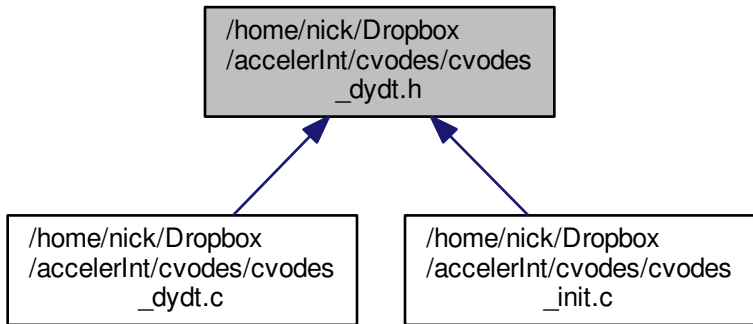 /home/nick/Dropbox
/accelerInt/cvodes/cvodes
_dydt.h
/home/nick/Dropbox
/accelerInt/cvodes/cvodes
_dydt.c
/home/nick/Dropbox
/accelerInt/cvodes/cvodes
_init.c